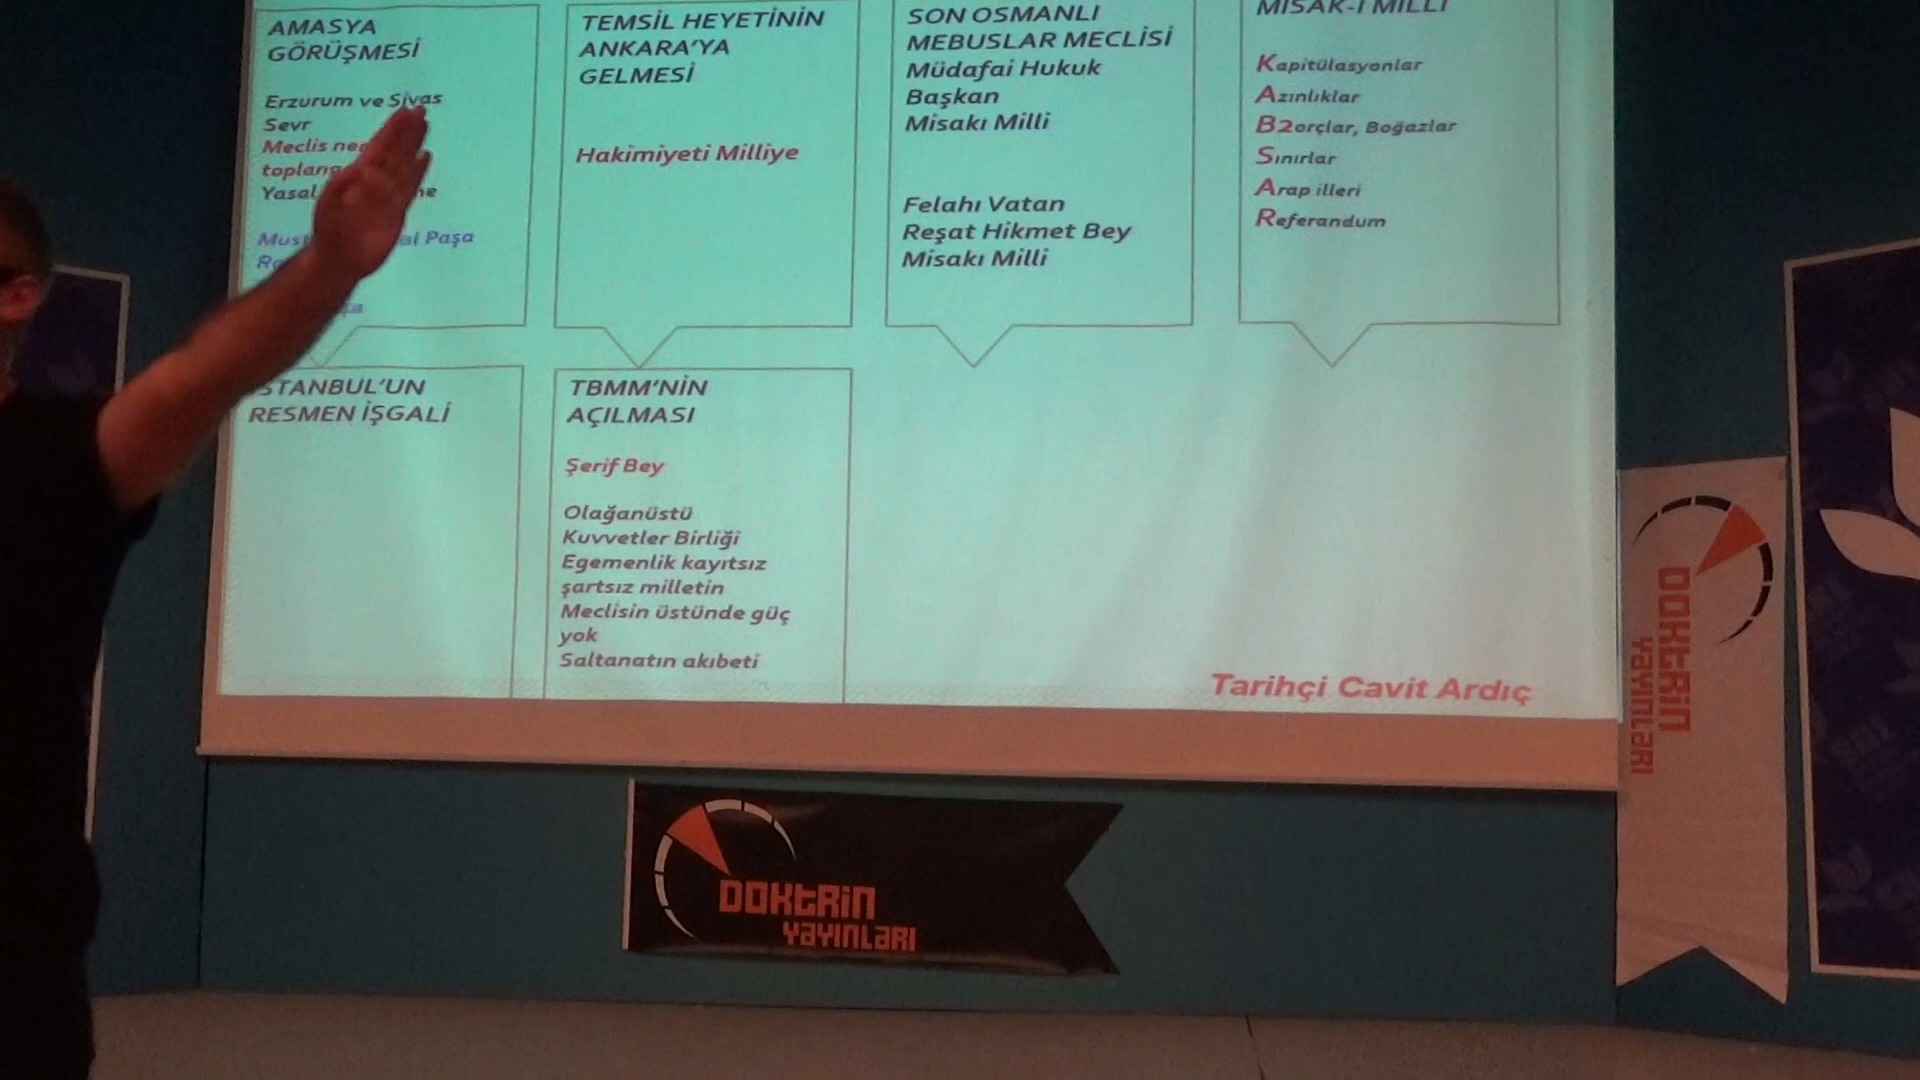 AMASYA
GÖRÜŞMESİ
Erzurum ve Sivas
Sevr
Meclis
Yasal
Paşa
TEMSİL HEYETİNİN
ANKARA'YA
GELMESİ
Hakimiyeti Milliye
SON OSMANLI
MEBUSLAR MECLİSİ
Müdafai Hukuk
Başkan
Misakı Milli
Felahı Vatan
Reşat Hikmet Bey
Misakı Milli
MİSAK-I MİLLİ
Kapitülasyonlar
Azınlıklar
B2orçlar, Boğazlar
Sınırlar
Arap illeri
Referandum
STANBUL'UN
RESMEN İŞGALİ
TBMM'NİN
AÇILMASI
Şerif Bey
Olağanüstü
Kuvvetler Birliği
Egemenlik kayıtsız
şartsız milletin
Meclisin üstünde güç
yok
Saltanatın akıbeti
Tarihçi Cavit Ardıç
DOKtRİN
YaYINLaRI
DOKtRİN
YaYINLaRI